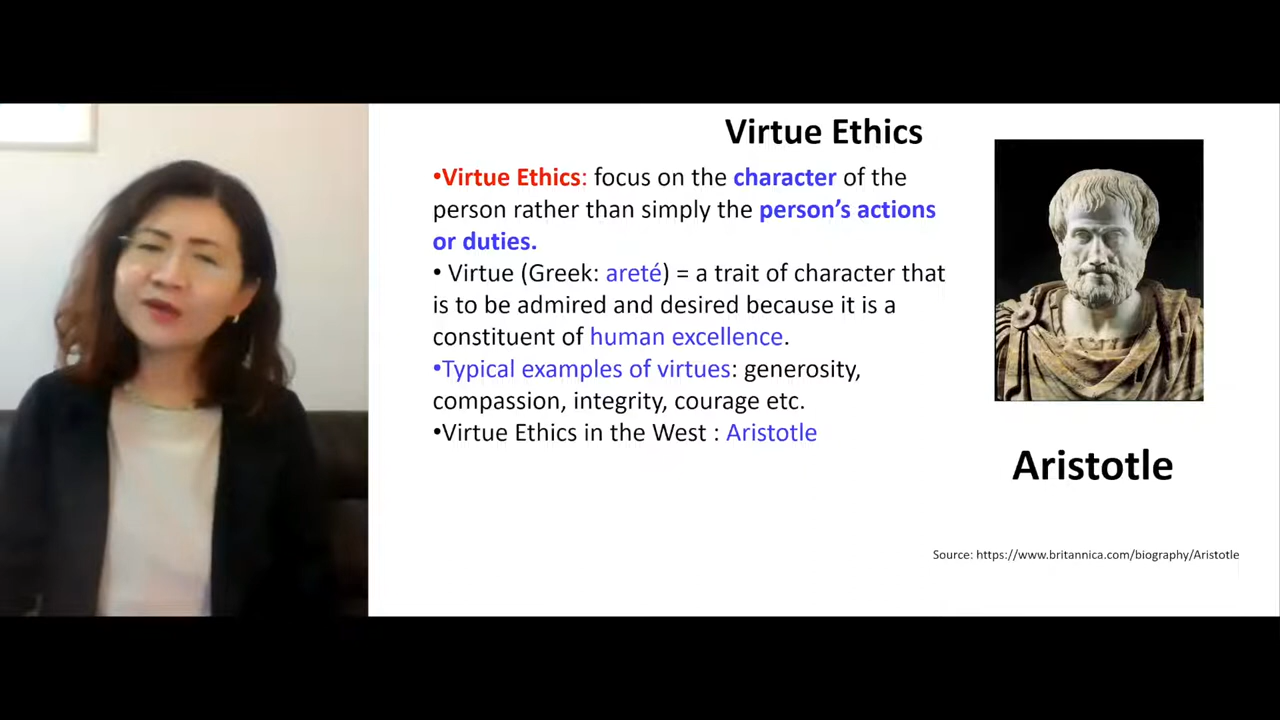 Virtue Ethics
•Virtue Ethics: focus on the character of the
person rather than simply the person’s actions
or duties.
• Virtue (Greek: areté) = a trait of character that
is to be admired and desired because it is a
constituent of human excellence.
•Typical examples of virtues: generosity,
compassion, integrity, courage etc.
•Virtue Ethics in the West : Aristotle
Aristotle
Source: https://www.britannica.com/biography/Aristotle